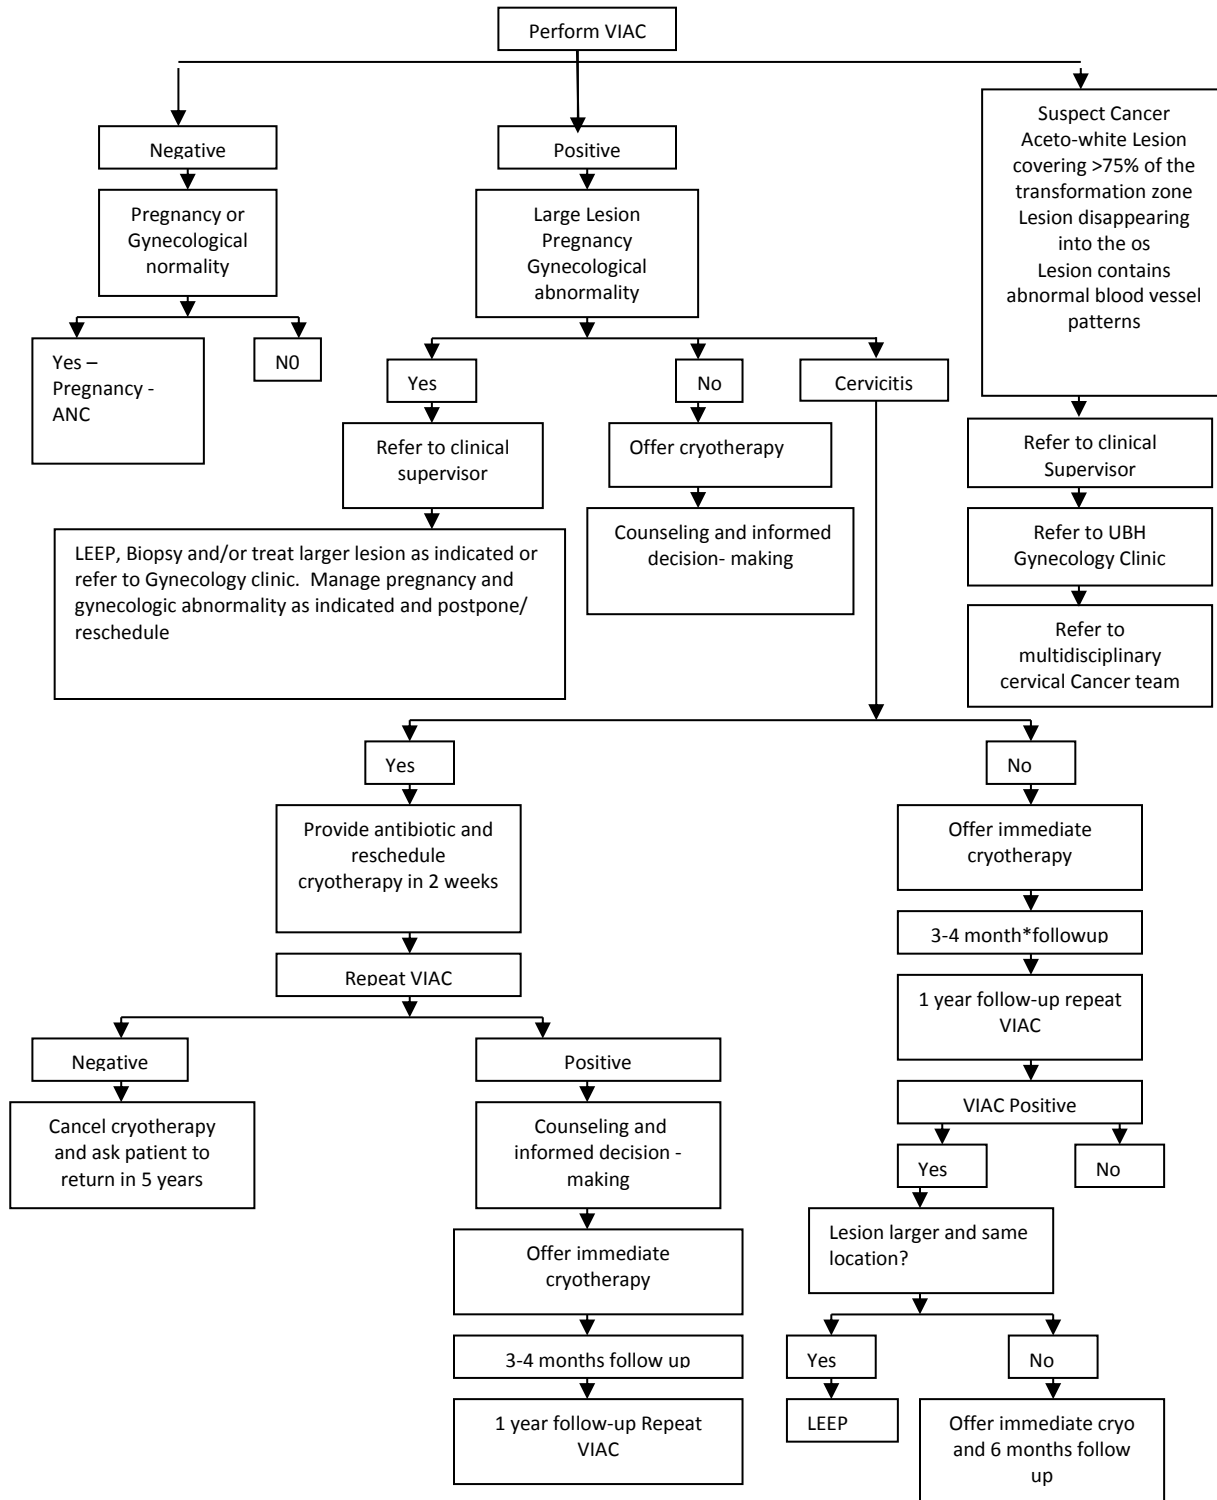 Perform VIAC
Negative
Positive
Suspect Cancer
Aceto-white Lesion
covering >75% of the
transformation zone
Lesion disappearing
into the os
Lesion contains
abnormal blood vessel
patterns
Pregnancy or
Gynecological
normality
Large Lesion
Pregnancy
Gynecological
abnormality
Yes –
Pregnancy -
ANC
N0
Yes
No
Cervicitis
Refer to clinical
supervisor
Offer cryotherapy
Refer to clinical
Supervisor
LEEP, Biopsy and/or treat larger lesion as indicated or
refer to Gynecology clinic.  Manage pregnancy and
gynecologic abnormality as indicated and postpone/
reschedule
Counseling and informed
decision- making
Refer to UBH
Gynecology Clinic
Refer to
multidisciplinary
cervical Cancer team
Yes
No
Provide antibiotic and
reschedule
cryotherapy in 2 weeks
Offer immediate
cryotherapy
3-4 month*followup
Repeat VIAC
1 year follow-up repeat
VIAC
Negative
Positive
VIAC Positive
Cancel cryotherapy
and ask patient to
return in 5 years
Counseling and
informed decision -
making
Yes
No
Lesion larger and same
location?
Offer immediate
cryotherapy
3-4 months follow up
Yes
No
1 year follow-up Repeat
VIAC
LEEP
Offer immediate cryo
and 6 months follow
up